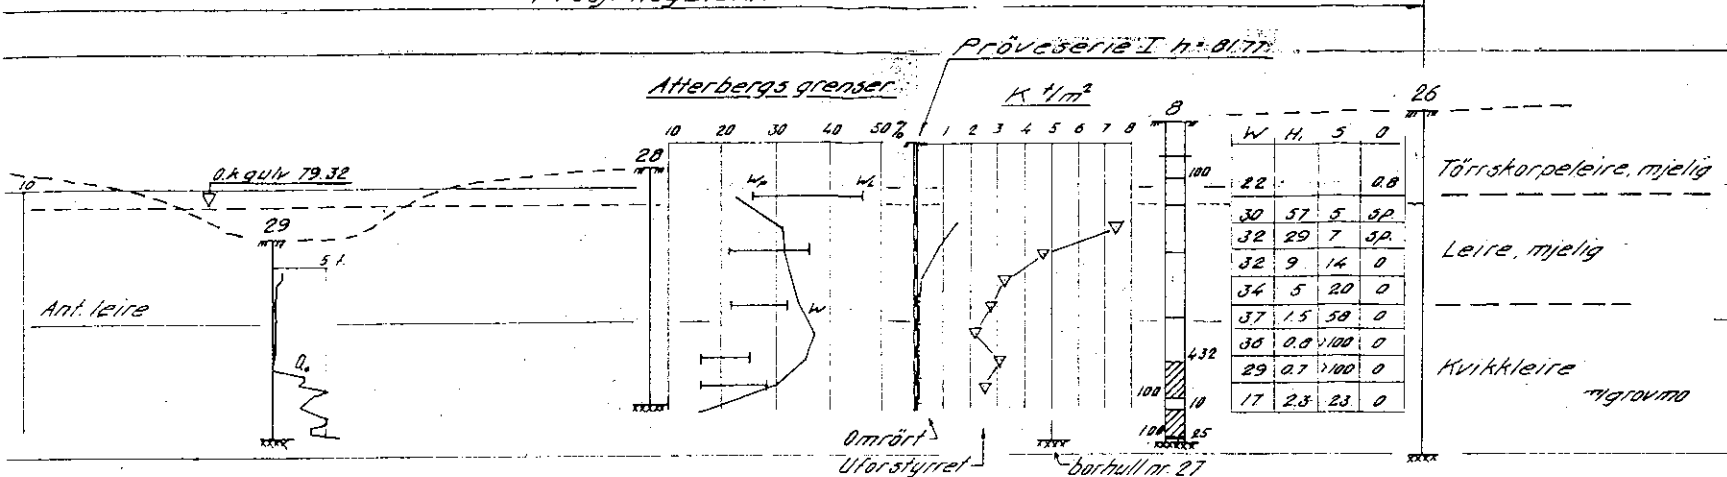 Pröveserie I h=81.77
Atterbergs grenser
K t/m²
8
26
10 20 30 40 50%
1 2 3 4 5 6 7 8
W H, S O
28
O.k gulv 79.32
10
Wp WL
100
22 0.8
Törrskorpeleire, mjelig
30 57 5 sp.
32 29 7 sp.
32 9 14 0
34 5 20 0
37 1.5 58 0
36 0.8 >100 0
29 0.7 >100 0
17 2.3 23 0
Leire, mjelig
29
5 t.
Ant. leire
W
432
Kvikkleire
m/grovmo
100
10
100
25
Omrört
Uforstyrret
borhull nr. 27